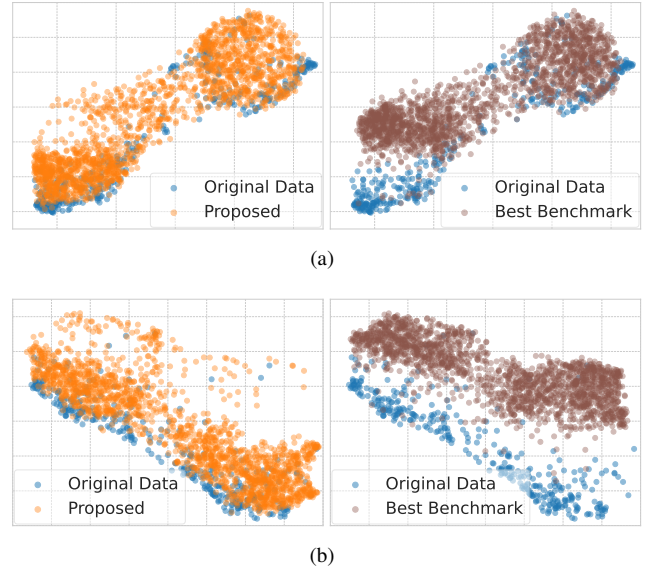 Original Data
Proposed
Original Data
Best Benchmark
(a)
Original Data
Proposed
Original Data
Best Benchmark
(b)